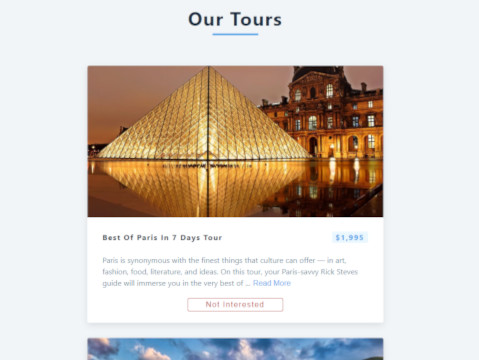 Our Tours
Best Of Paris In 7 Days Tour $1,995
Paris is synonymous with the finest things that culture can offer — in art,
fashion, food, literature, and ideas. On this tour, your Paris-savvy Rick Steves
guide will immerse you in the very best of ... Read More
Not Interested